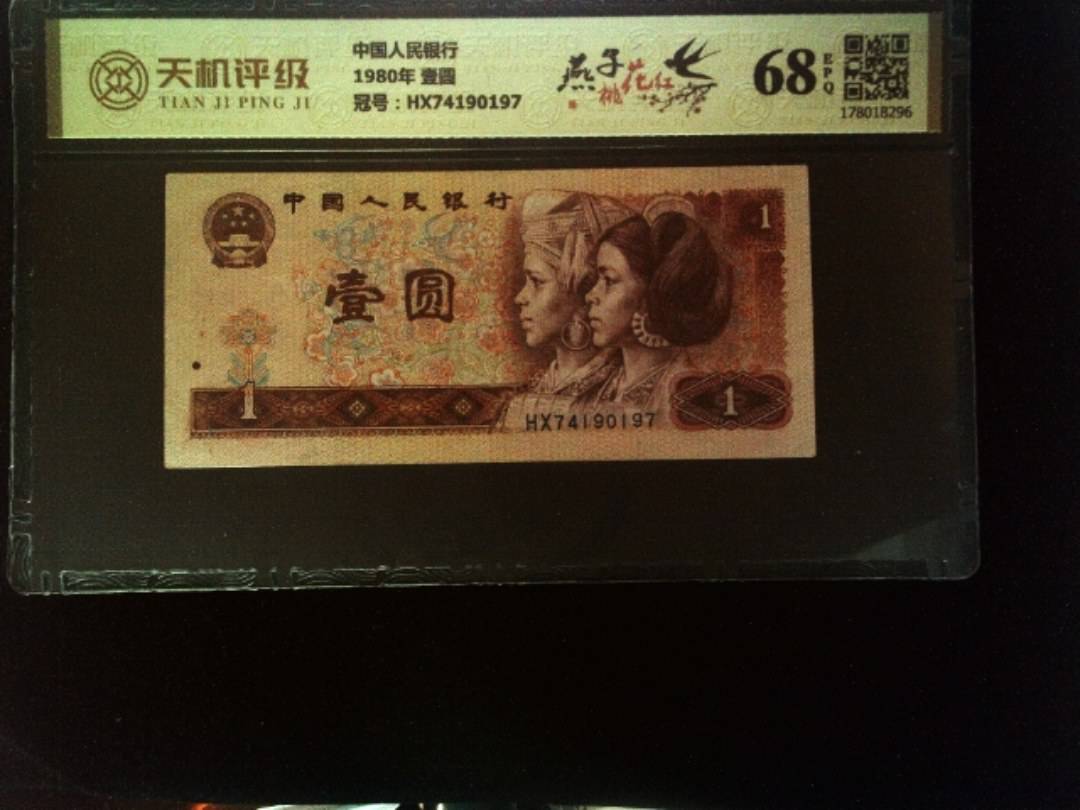 天机评级
TIAN JI PING JI
中国人民银行
1980年 壹圆
冠号：HX74190197
燕子
桃花红
68
EPQ
178018296
中国人民银行
1
壹圆
1
HX74190197
1